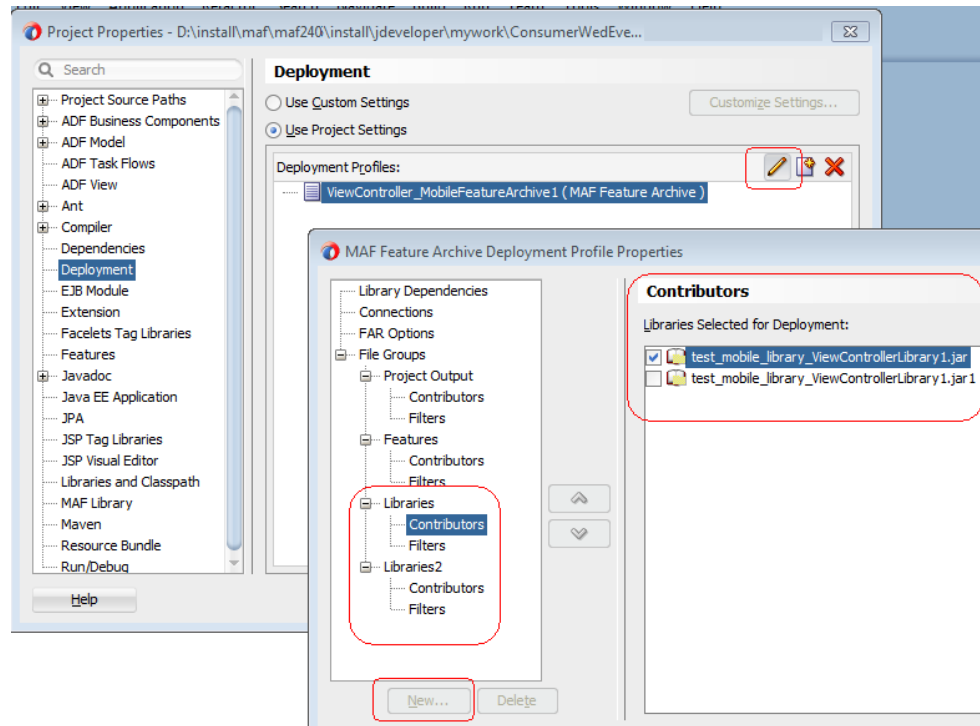 Project Properties - D:\install\maf\maf240\install\jdeveloper\mywork\ConsumerWedEve...
Search
Project Source Paths
ADF Business Components
ADF Model
ADF Task Flows
ADF View
Ant
Compiler
Dependencies
Deployment
EJB Module
Extension
Facelets Tag Libraries
Features
Javadoc
Java EE Application
JPA
JSP Tag Libraries
JSP Visual Editor
Libraries and Classpath
MAF Library
Maven
Resource Bundle
Run/Debug
Help
Deployment
Use Custom Settings
Customize Settings...
Use Project Settings
Deployment Profiles:
ViewController_MobileFeatureArchive1 ( MAF Feature Archive )
MAF Feature Archive Deployment Profile Properties
Library Dependencies
Connections
FAR Options
File Groups
Project Output
Contributors
Filters
Features
Contributors
Filters
Libraries
Contributors
Filters
Libraries2
Contributors
Filters
New...
Delete
Contributors
Libraries Selected for Deployment:
test_mobile_library_ViewControllerLibrary1.jar
test_mobile_library_ViewControllerLibrary1.jar1